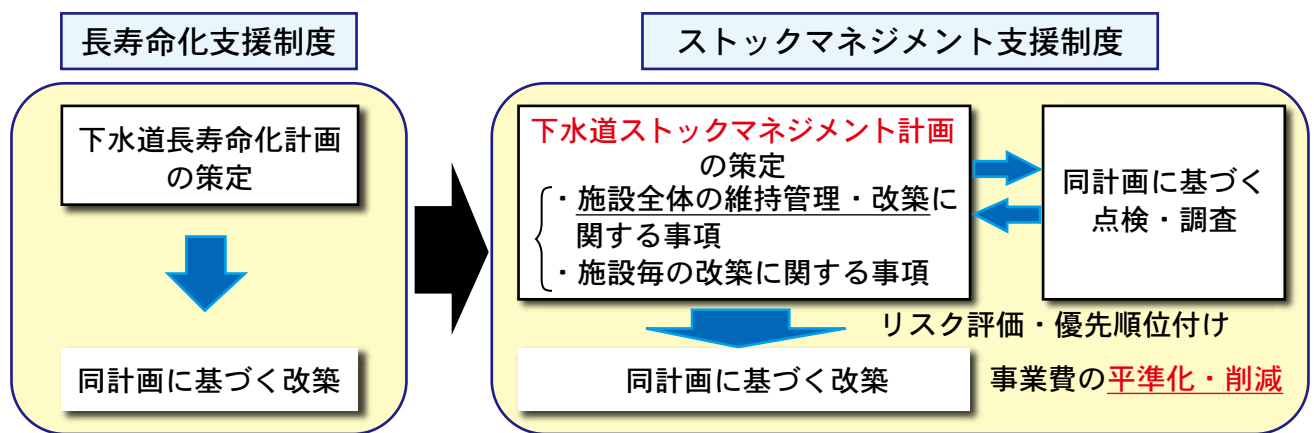 長寿命化支援制度
下水道長寿命化計画
の策定
同計画に基づく改築
ストックマネジメント支援制度
下水道ストックマネジメント計画
の策定
・施設全体の維持管理・改築に
関する事項
・施設毎の改築に関する事項
同計画に基づく
点検・調査
リスク評価・優先順位付け
同計画に基づく改築
事業費の平準化・削減